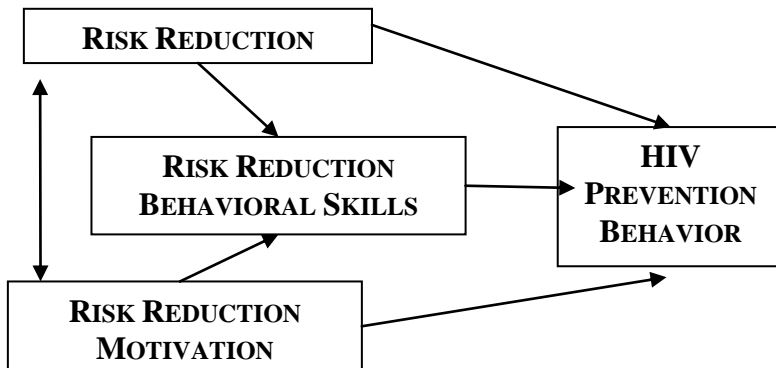 RISK REDUCTION
RISK REDUCTION
BEHAVIORAL SKILLS
HIV
PREVENTION
BEHAVIOR
RISK REDUCTION
MOTIVATION